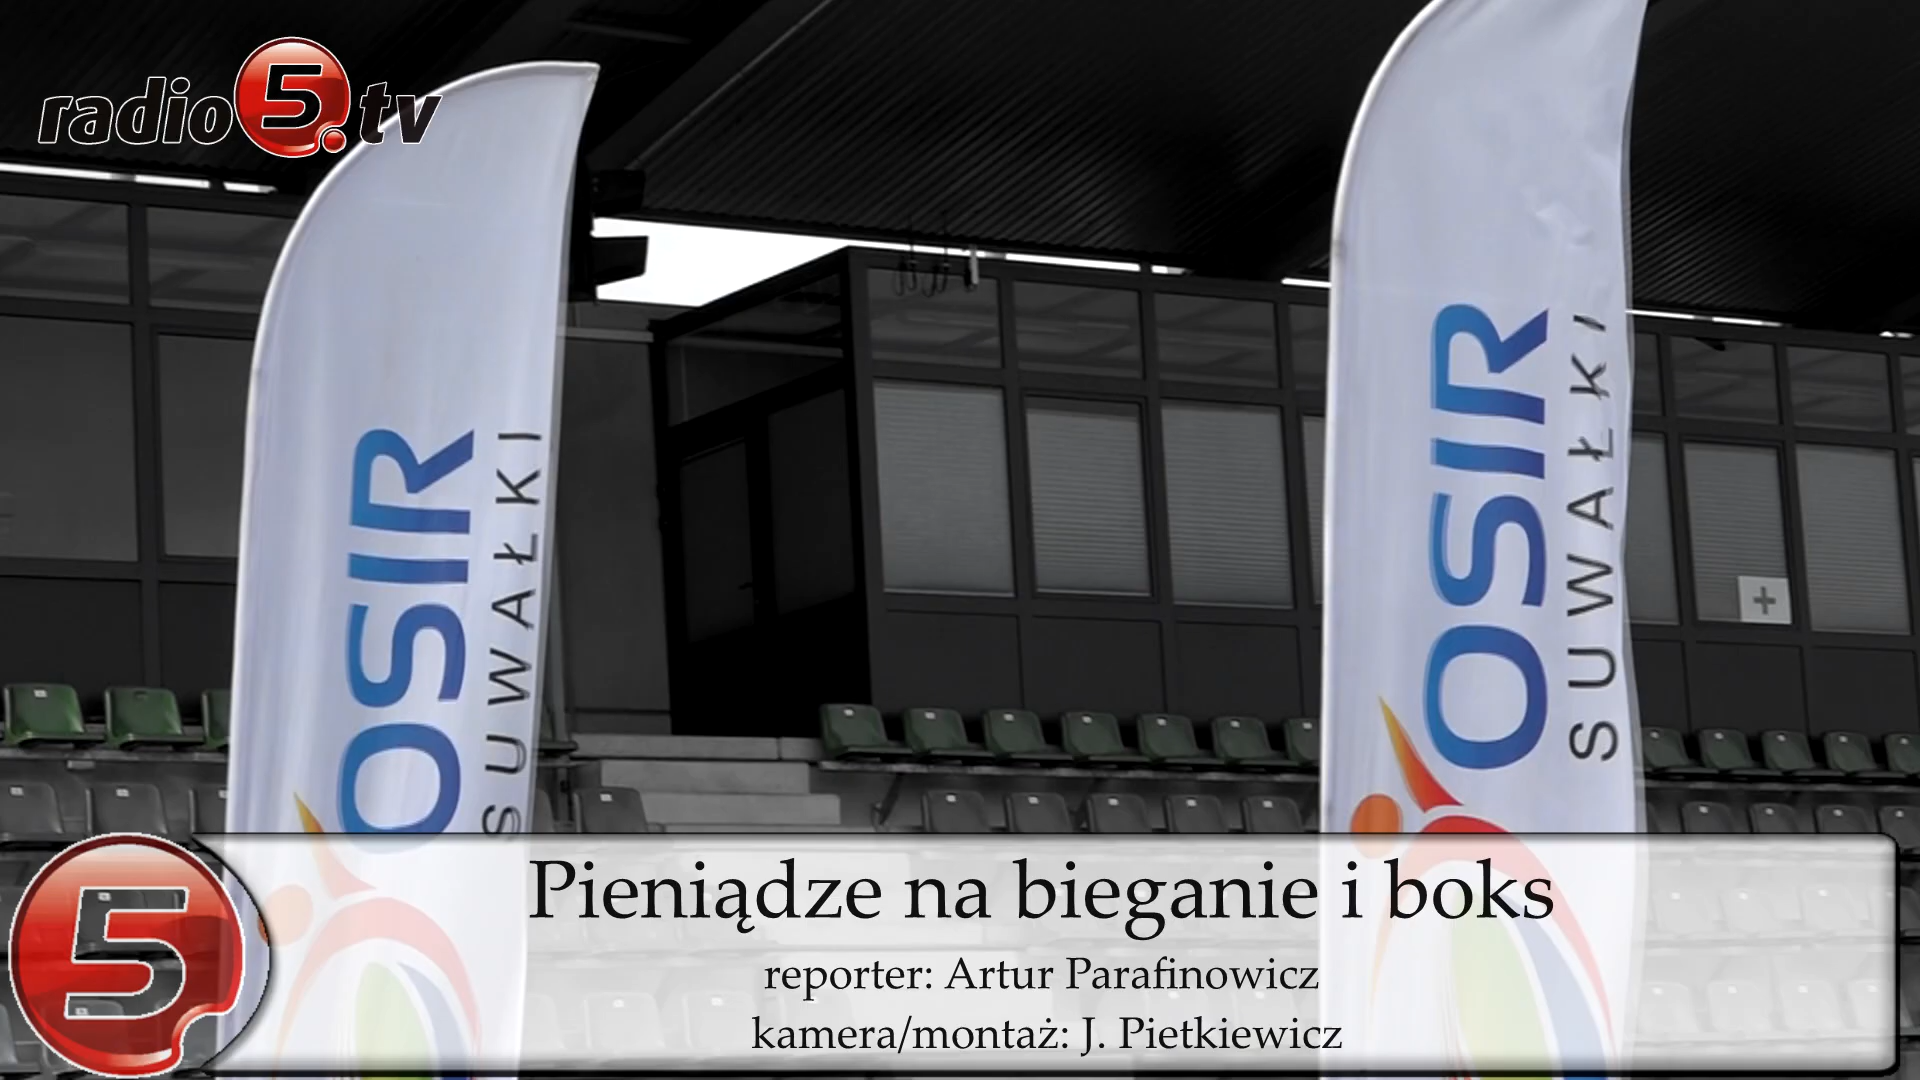 radio5.tv
OSIR
SUWAŁKI
OSIR
SUWAŁKI
5
Pieniądze na bieganie i boks
reporter: Artur Parafinowicz
kamera/montaż: J. Pietkiewicz